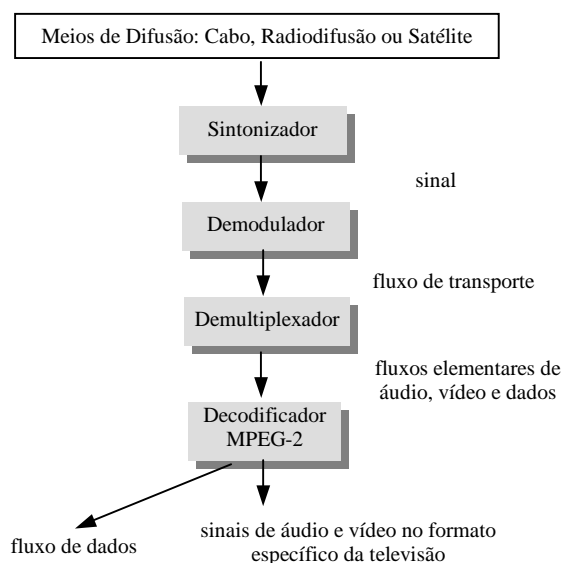 Meios de Difusão: Cabo, Radiodifusão ou Satélite
Sintonizador
sinal
Demodulador
fluxo de transporte
Demultiplexador
fluxos elementares de
áudio, vídeo e dados
Decodificador
MPEG-2
fluxo de dados
sinais de áudio e vídeo no formato
específico da televisão